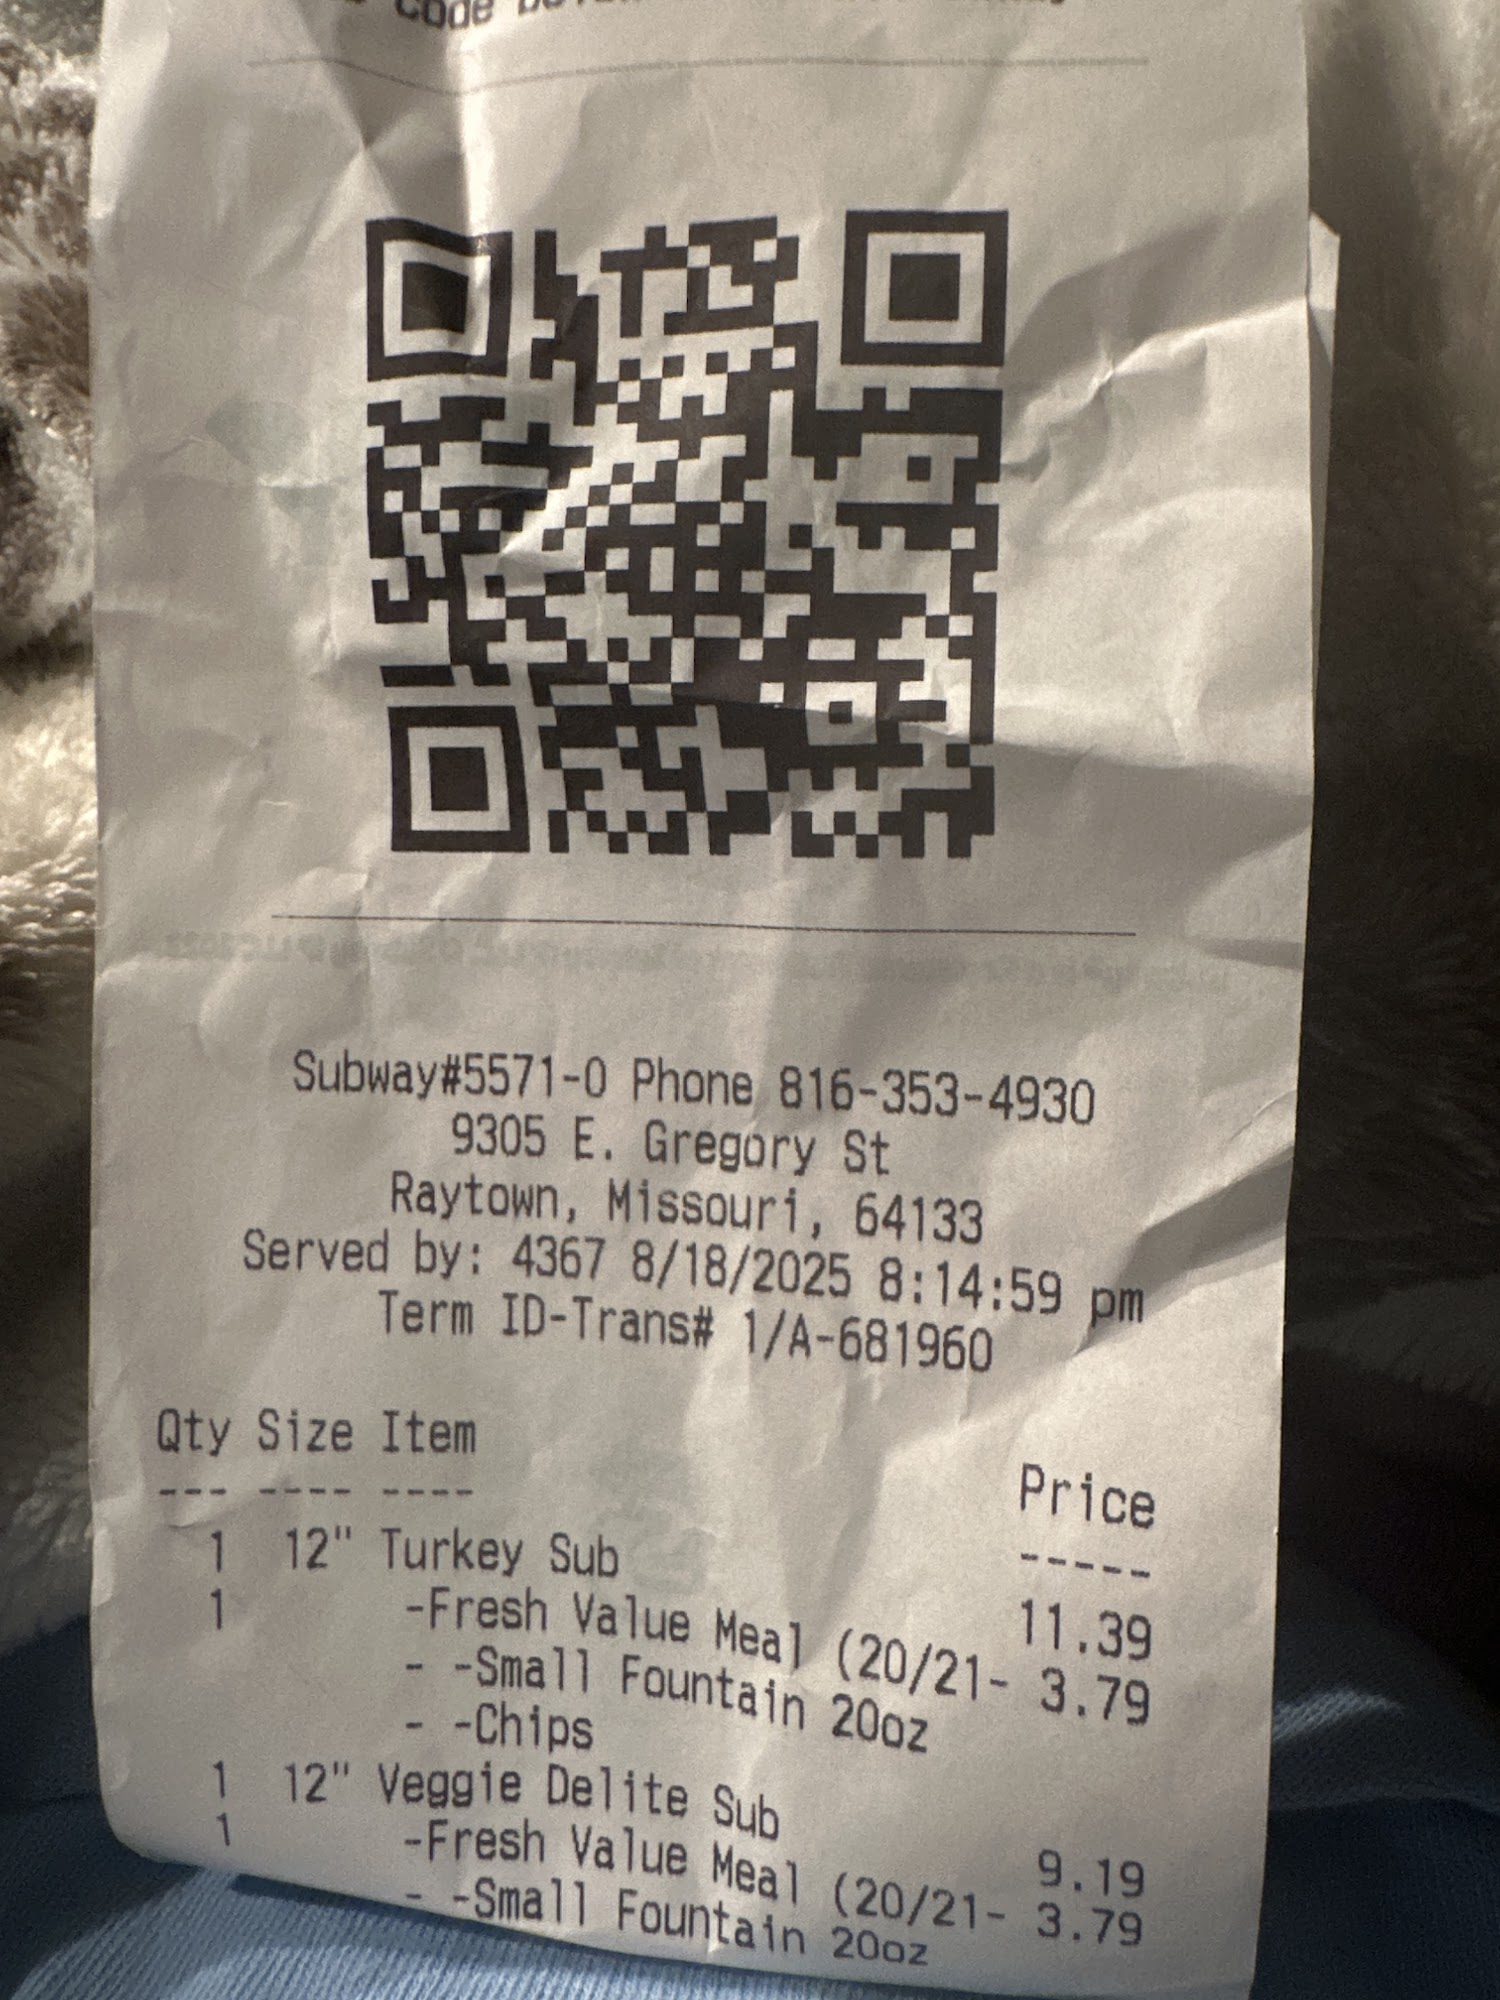 code
Subway#5571-0 Phone 816-353-4930
9305 E. Gregory St
Raytown, Missouri, 64133
Served by: 4367 8/18/2025 8:14:59 pm
Term ID-Trans# 1/A-681960
Qty Size Item Price
--- ---- ---- -----
1 12" Turkey Sub 11.39
1 -Fresh Value Meal (20/21- 3.79
- -Small Fountain 20oz
- -Chips
1 12" Veggie Delite Sub 9.19
1 -Fresh Value Meal (20/21- 3.79
- -Small Fountain 20oz